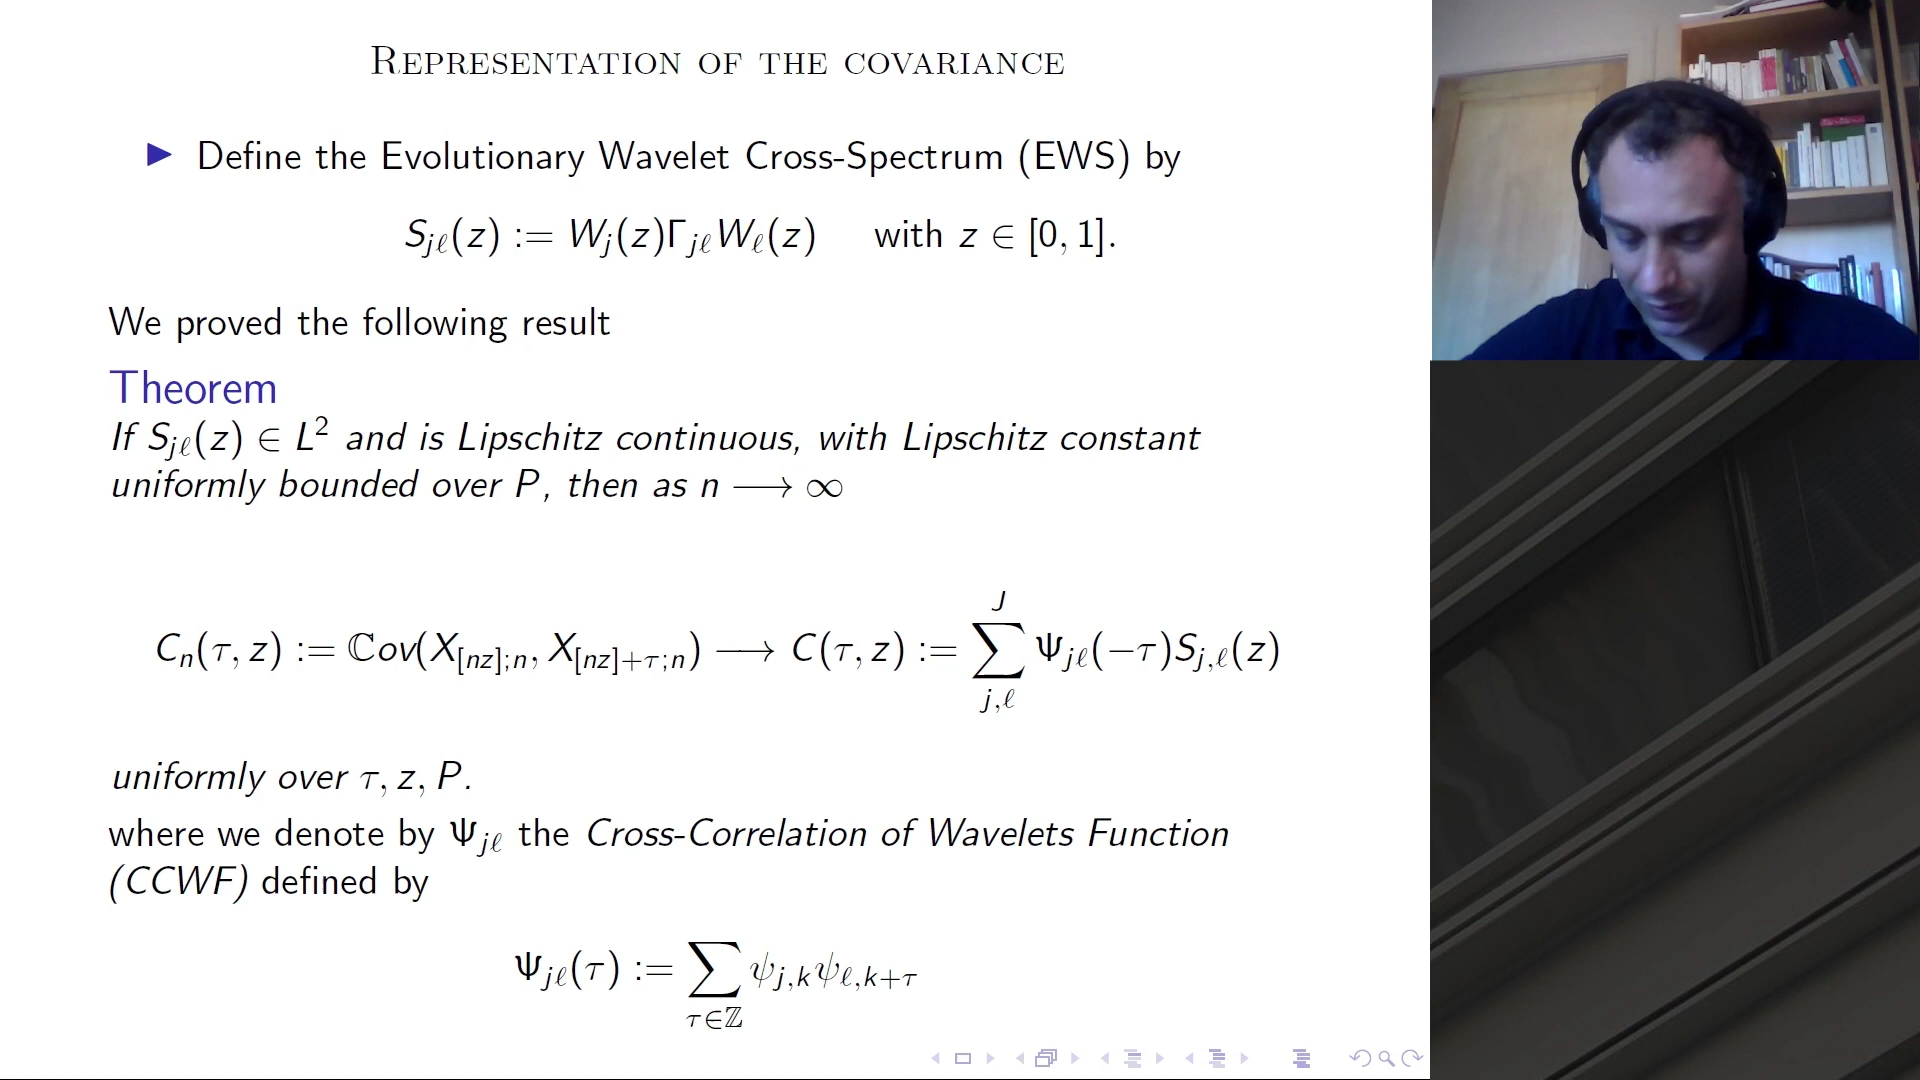 Representation of the covariance
▶ Define the Evolutionary Wavelet Cross-Spectrum (EWS) by
S_{jℓ}(z) := W_j(z)Γ_{jℓ}W_ℓ(z)  with z ∈ [0, 1].
We proved the following result
Theorem
If S_{jℓ}(z) ∈ L² and is Lipschitz continuous, with Lipschitz constant
uniformly bounded over P, then as n ⟶ ∞
C_n(τ, z) := ℂov(X_{[nz];n}, X_{[nz]+τ;n}) ⟶ C(τ, z) := ∑_{j,ℓ}^{J} Ψ_{jℓ}(−τ)S_{j,ℓ}(z)
uniformly over τ, z, P.
where we denote by Ψ_{jℓ} the Cross-Correlation of Wavelets Function
(CCWF) defined by
Ψ_{jℓ}(τ) := ∑_{τ∈ℤ} ψ_{j,k}ψ_{ℓ,k+τ}